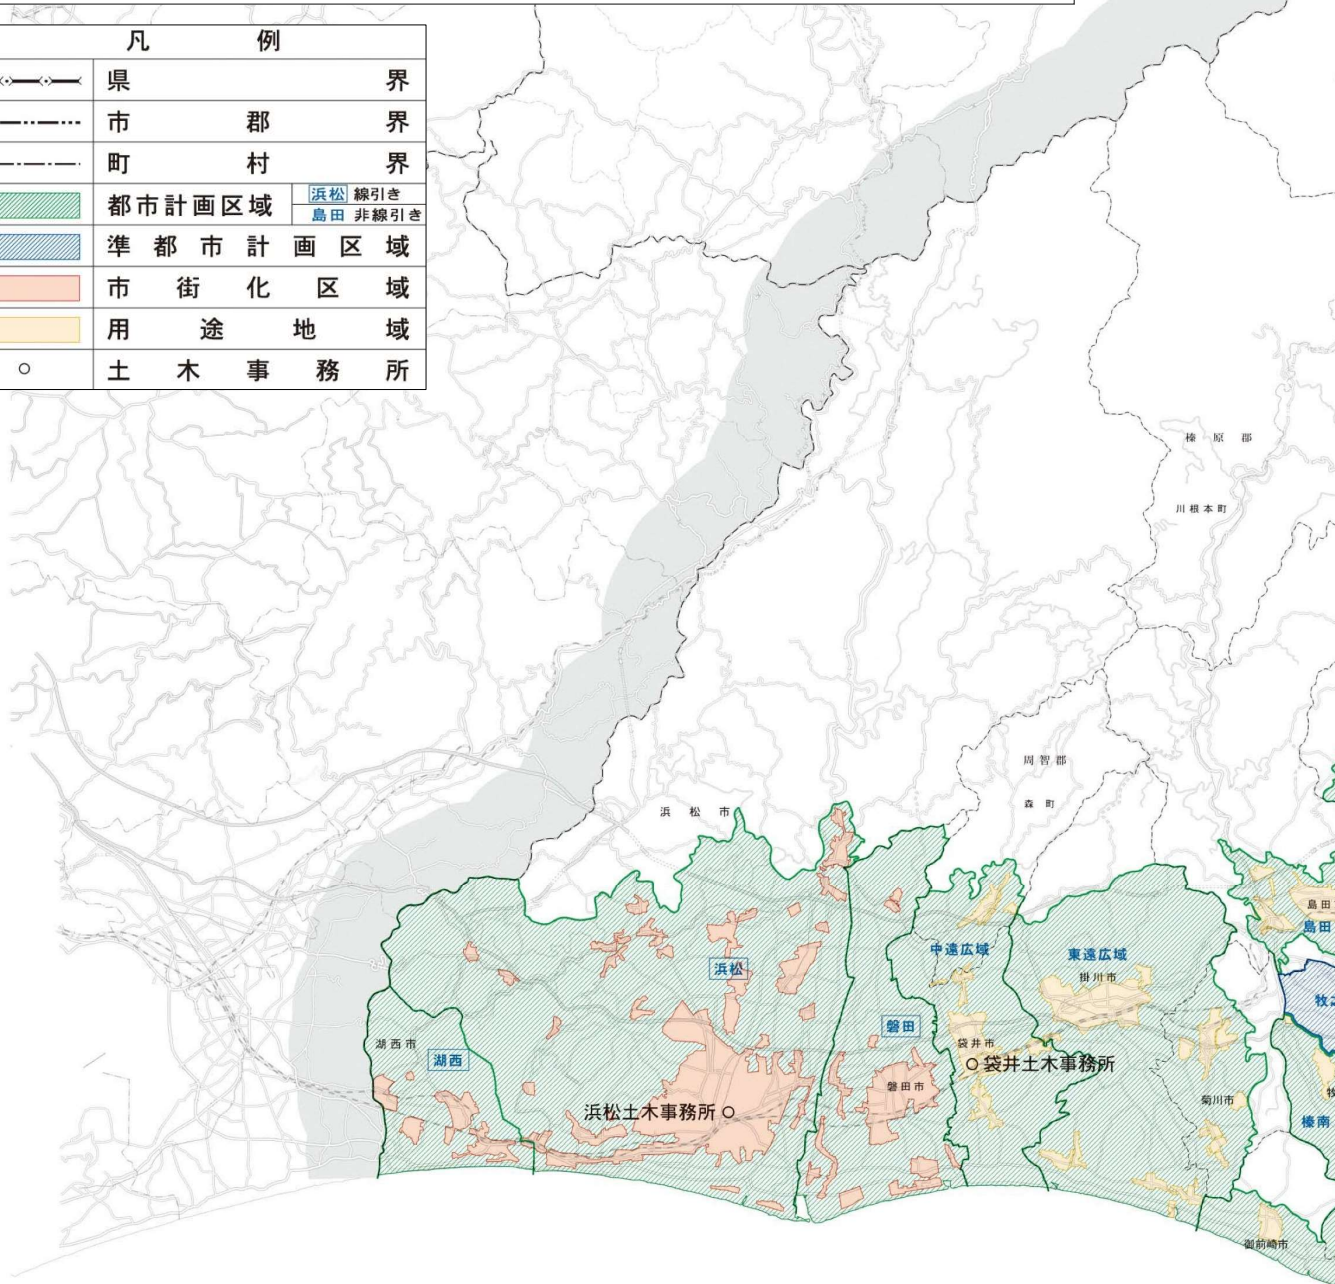 凡例
県界
市郡界
町村界
都市計画区域 浜松 線引き
島田 非線引き
準都市計画区域
市街化区域
用途地域
土木事務所
榛原郡
川根本町
周智郡
森町
浜松市
島田
島田
中遠広域
東遠広域
掛川市
浜松
牧之
磐田
湖西市
湖西
袋井市
袋井土木事務所
磐田市
菊川市
牧
浜松土木事務所
榛南
御前崎市